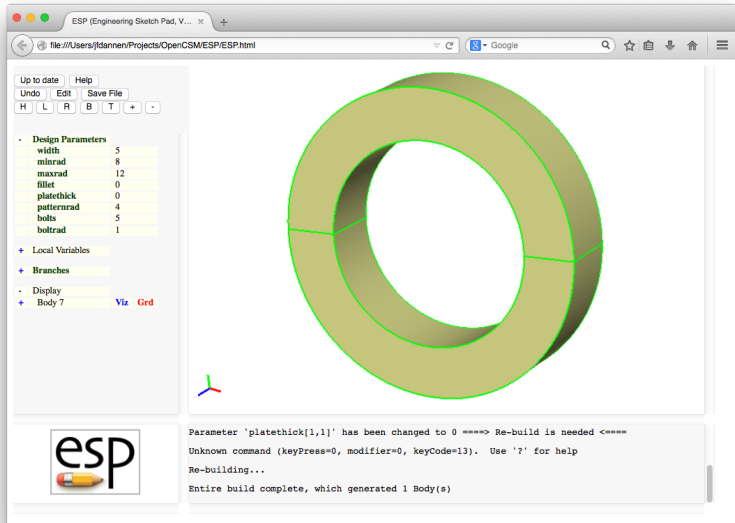 ESP (Engineering Sketch Pad, V...
file:///Users/jfdannen/Projects/OpenCSM/ESP/ESP.html
Google
Up to date Help
Undo Edit Save File
H L R B T + -
- Design Parameters
width 5
minrad 8
maxrad 12
fillet 0
platethick 0
patternrad 4
bolts 5
boltrad 1
+ Local Variables
+ Branches
- Display
+ Body 7 Viz Grd
esp
Parameter 'platethick[1,1]' has been changed to 0 ====> Re-build is needed <====
Unknown command (keyPress=0, modifier=0, keyCode=13).  Use '?' for help
Re-building...
Entire build complete, which generated 1 Body(s)